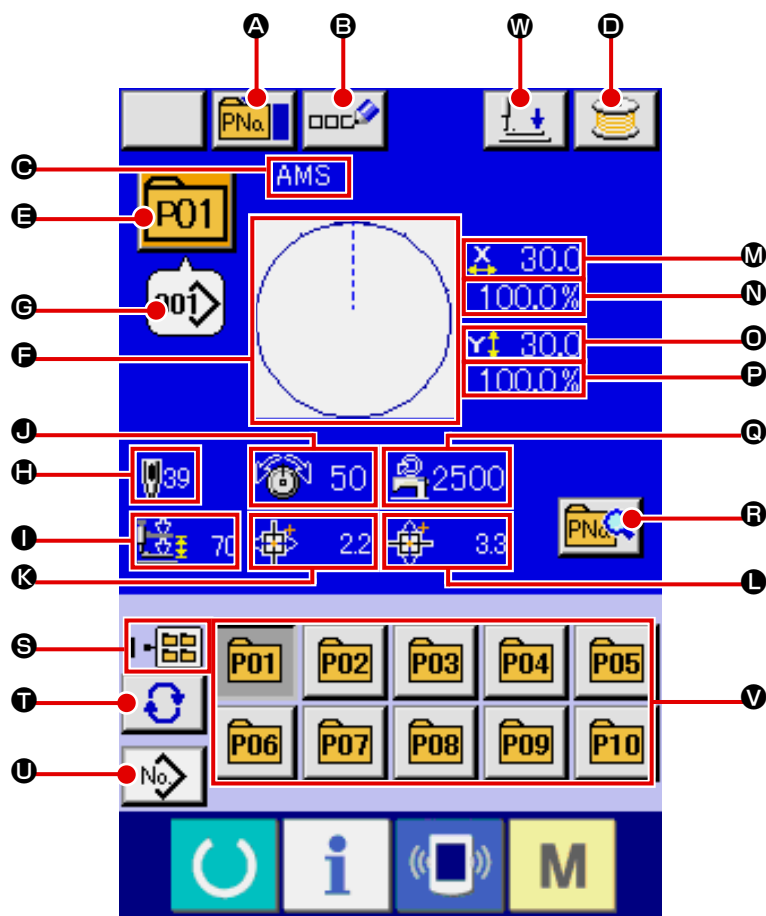 A B W D
PNo.
C AMS
E P01
X 30.0 M
G 001 100.0% N
F Y 30.0 O
100.0% P
J Q
H 39 50 2500
R
I 70 2.2 3.3 PNo.
K L
S
P01 P02 P03 P04 P05
T V
P06 P07 P08 P09 P10
U No.
i M